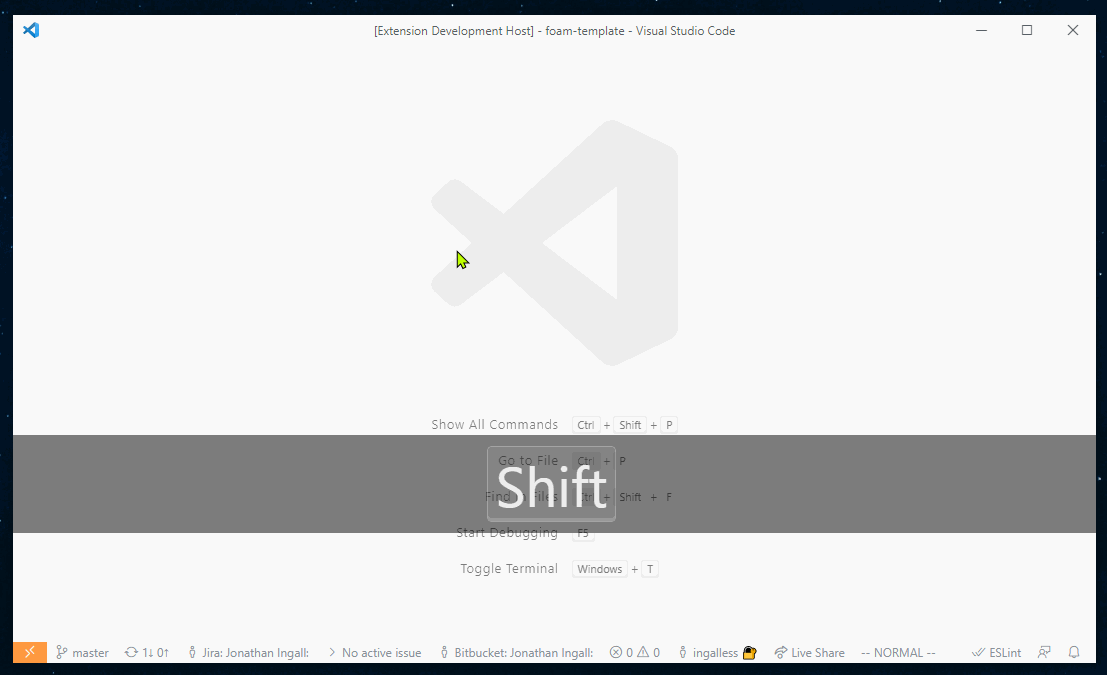 [Extension Development Host] - foam-template - Visual Studio Code
Show All Commands Ctrl + Shift + P
Go to File Ctrl + P
Shift
Find in Files Ctrl + Shift + F
Start Debugging F5
Toggle Terminal Windows + T
master 1↓ 0↑ Jira: Jonathan Ingall: No active issue Bitbucket: Jonathan Ingall: 0 0 ingalless Live Share -- NORMAL -- ESLint